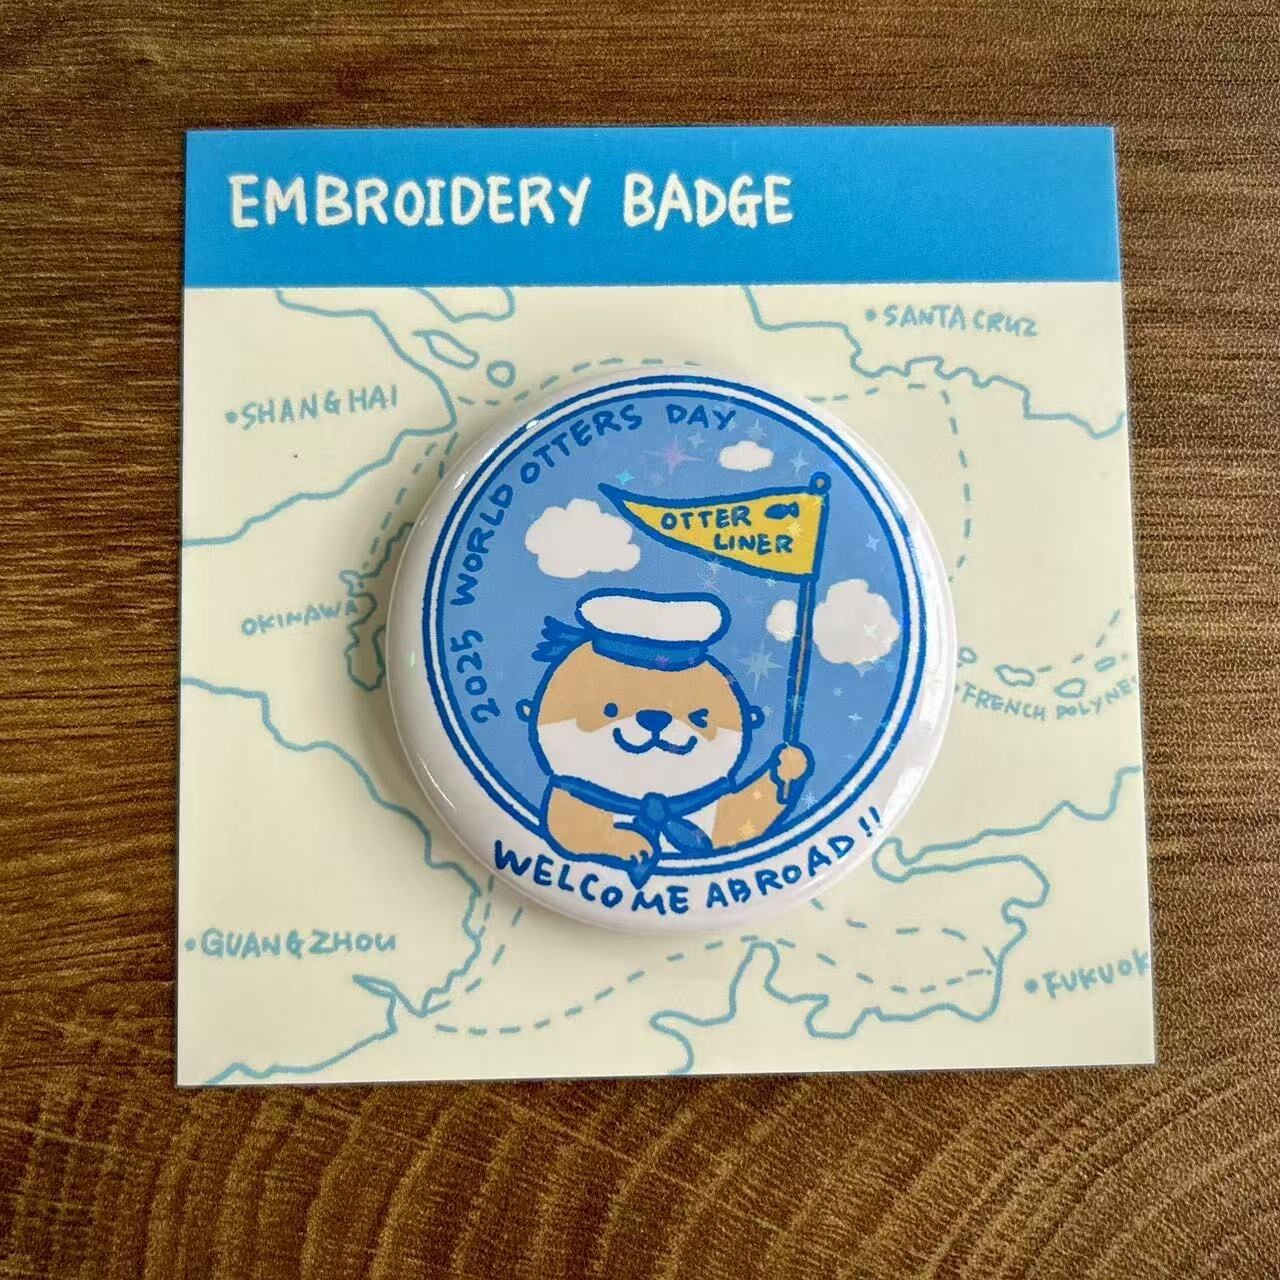 EMBROIDERY BADGE
SANTA CRUZ
SHANGHAI
2025 WORLD OTTERS DAY
OTTER
LINER
OKINAWA
FRENCH POLYNE
WELCOME ABROAD!!
GUANGZHOU
FUKUOK